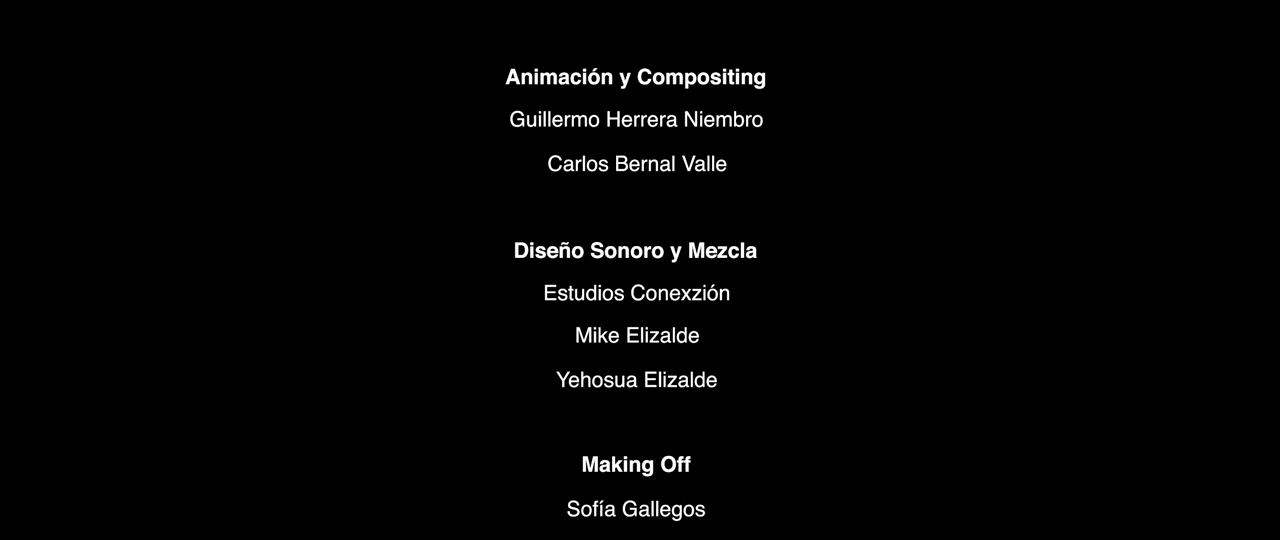 Animación y Compositing
Guillermo Herrera Niembro
Carlos Bernal Valle
Diseño Sonoro y Mezcla
Estudios Conexzión
Mike Elizalde
Yehosua Elizalde
Making Off
Sofía Gallegos